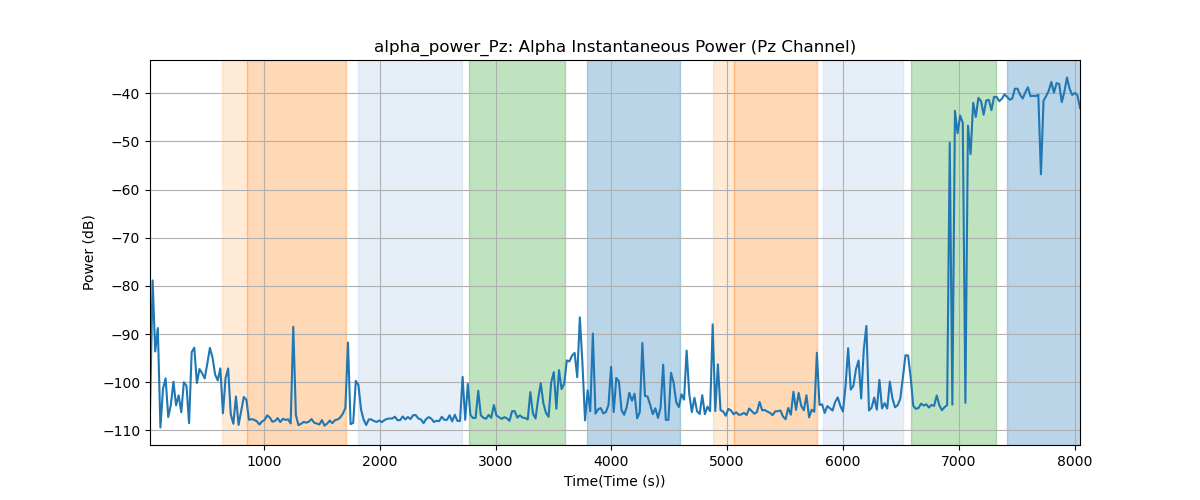 alpha_power_Pz: Alpha Instantaneous Power (Pz Channel)
Power (dB)
−40
−50
−60
−70
−80
−90
−100
−110
1000 2000 3000 4000 5000 6000 7000 8000
Time(Time (s))